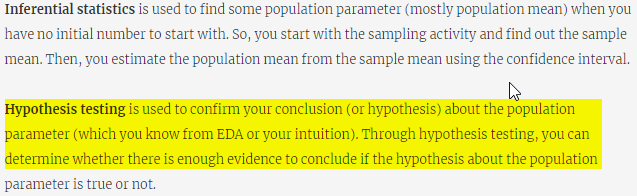 Inferential statistics is used to find some population parameter (mostly population mean) when you
have no initial number to start with. So, you start with the sampling activity and find out the sample
mean. Then, you estimate the population mean from the sample mean using the confidence interval.
Hypothesis testing is used to confirm your conclusion (or hypothesis) about the population
parameter (which you know from EDA or your intuition). Through hypothesis testing, you can
determine whether there is enough evidence to conclude if the hypothesis about the population
parameter is true or not.